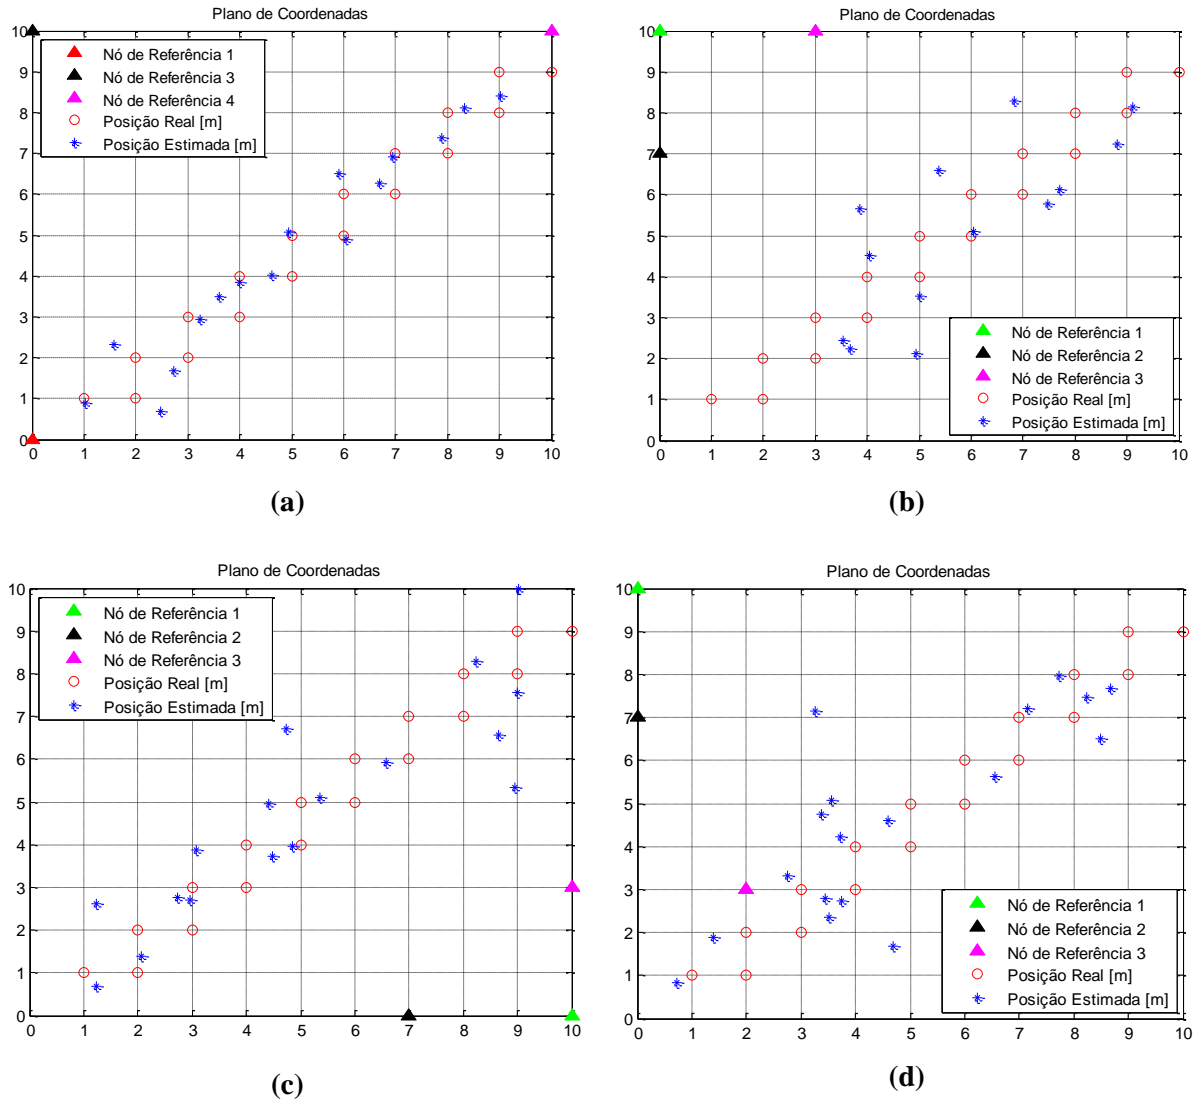 Plano de Coordenadas
10
9
8
7
6
5
4
3
2
1
0
Nó de Referência 1
Nó de Referência 3
Nó de Referência 4
Posição Real [m]
Posição Estimada [m]
0 1 2 3 4 5 6 7 8 9 10
(a)
Plano de Coordenadas
10
9
8
7
6
5
4
3
2
1
0
Nó de Referência 1
Nó de Referência 2
Nó de Referência 3
Posição Real [m]
Posição Estimada [m]
0 1 2 3 4 5 6 7 8 9 10
(b)
Plano de Coordenadas
10
9
8
7
6
5
4
3
2
1
0
Nó de Referência 1
Nó de Referência 2
Nó de Referência 3
Posição Real [m]
Posição Estimada [m]
0 1 2 3 4 5 6 7 8 9 10
(c)
Plano de Coordenadas
10
9
8
7
6
5
4
3
2
1
0
Nó de Referência 1
Nó de Referência 2
Nó de Referência 3
Posição Real [m]
Posição Estimada [m]
0 1 2 3 4 5 6 7 8 9 10
(d)